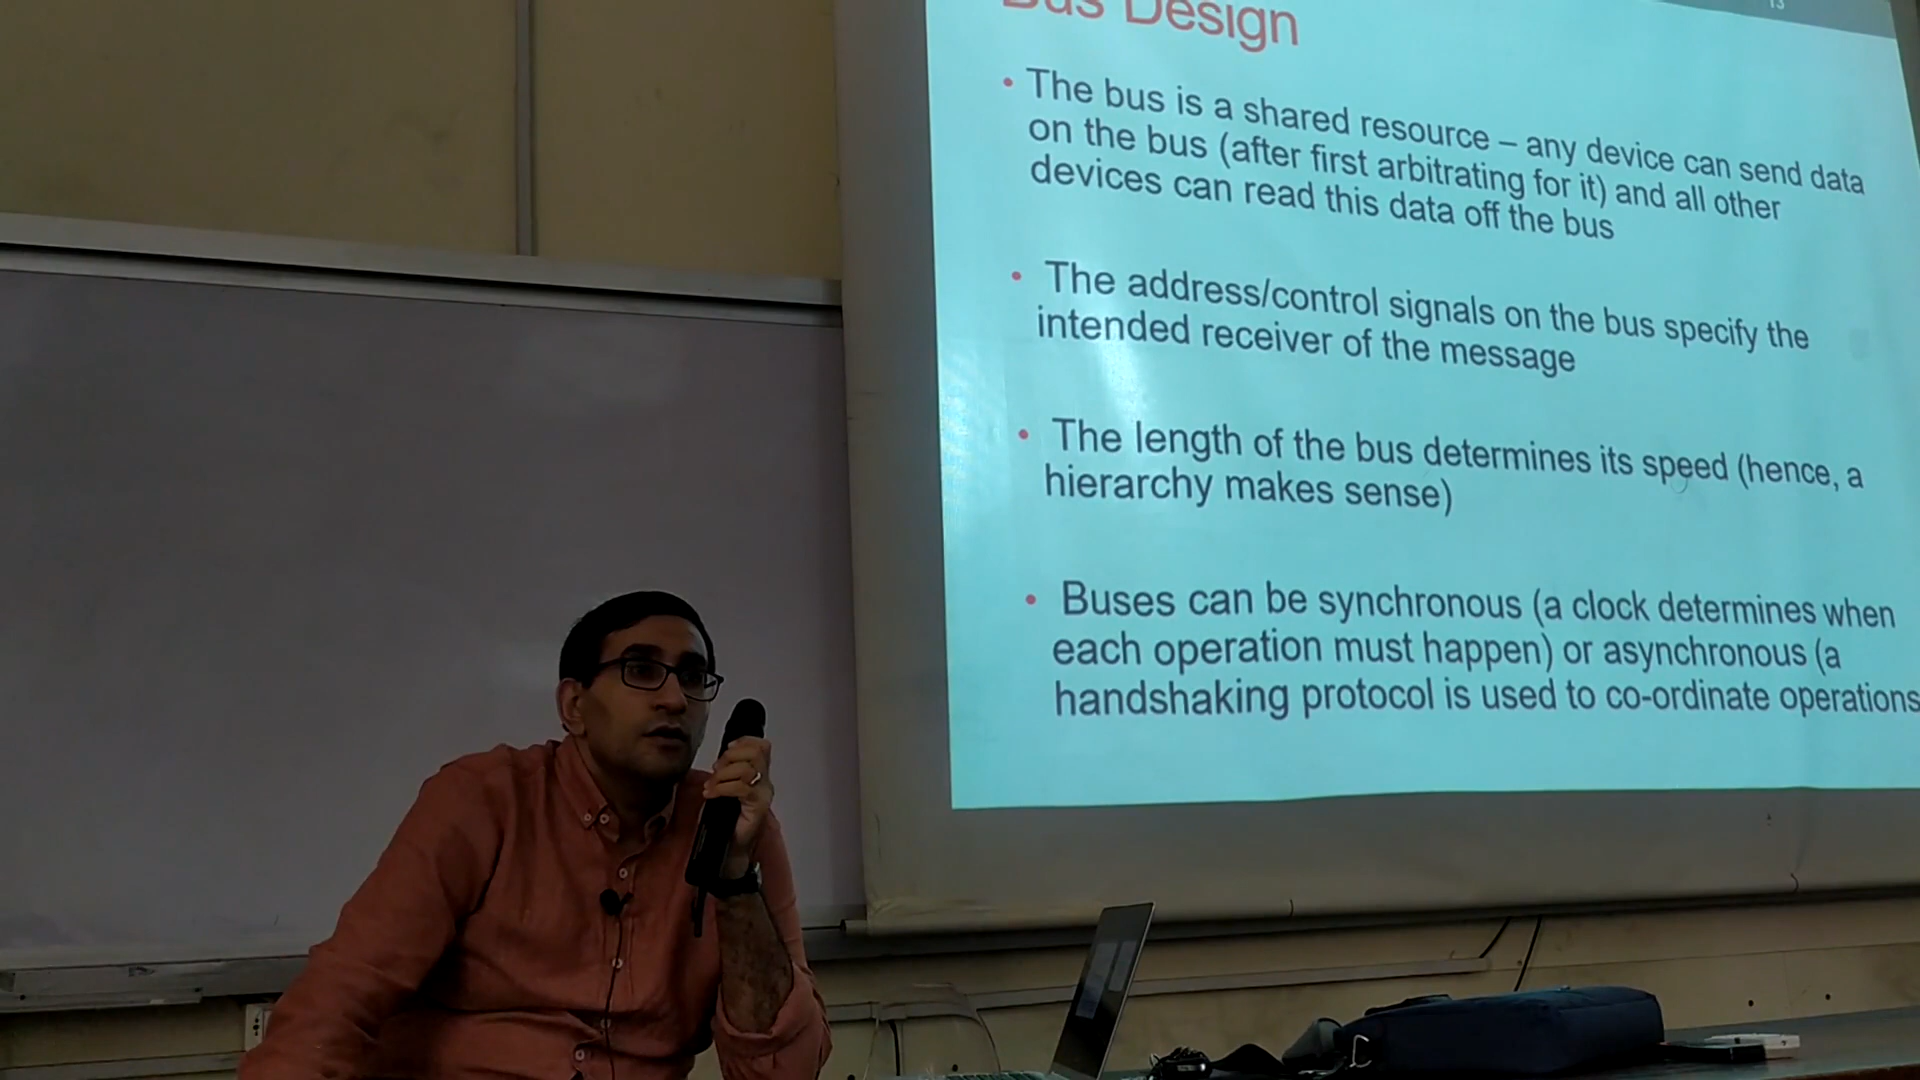 13
Bus Design
• The bus is a shared resource – any device can send data
on the bus (after first arbitrating for it) and all other
devices can read this data off the bus
• The address/control signals on the bus specify the
intended receiver of the message
• The length of the bus determines its speed (hence, a
hierarchy makes sense)
• Buses can be synchronous (a clock determines when
each operation must happen) or asynchronous (a
handshaking protocol is used to co-ordinate operations